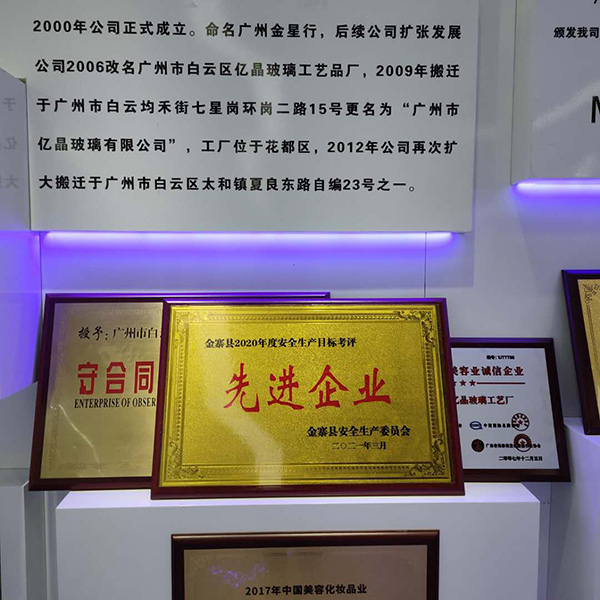 2000年公司正式成立。命名广州金星行，后续公司扩张发展
公司2006改名广州市白云区亿晶玻璃工艺品厂，2009年搬迁
于广州市白云均禾街七星岗环岗二路15号更名为“广州市
亿晶玻璃有限公司”，工厂位于花都区，2012年公司再次扩
大搬迁于广州市白云区太和镇夏良东路自编23号之一。
颁发我司
授予：广州市白
守合同
ENTERPRISE OF OBSER
金寨县2020年度安全生产目标考评
先进企业
金寨县安全生产委员会
二〇二一年三月
美容业诚信企业
亿晶玻璃工艺厂
二零零七年十二月五日
2017年中国美容化妆品业